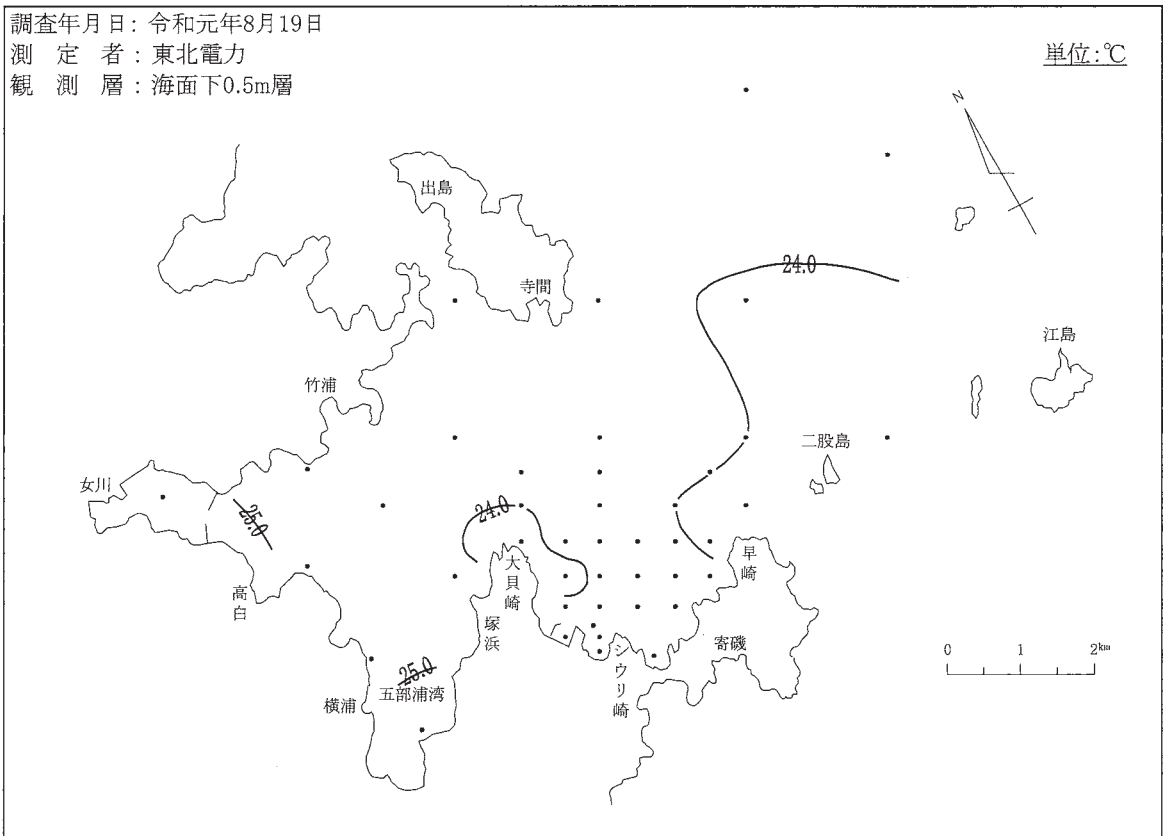 調査年月日：令和元年8月19日
測 定 者：東北電力
観 測 層：海面下0.5m層
単位：℃
N
出島
寺間
24.0
江島
竹浦
二股島
女川
25.0
24.0
早崎
大貝崎
高白
塚浜
寄磯
シウリ崎
25.0
五部浦湾
横浦
0 1 2km